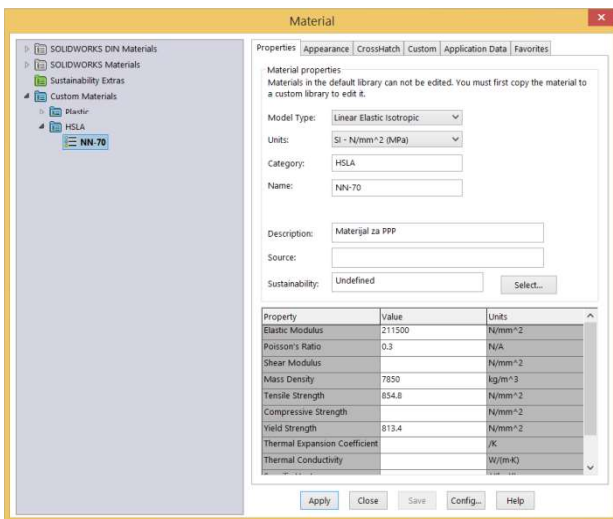 Material
SOLIDWORKS DIN Materials
SOLIDWORKS Materials
Sustainability Extras
Custom Materials
Plastic
HSLA
NN-70
Properties Appearance CrossHatch Custom Application Data Favorites
Material properties
Materials in the default library can not be edited. You must first copy the material to
a custom library to edit it.
Model Type: Linear Elastic Isotropic
Units: SI - N/mm^2 (MPa)
Category: HSLA
Name: NN-70
Description: Materijal za PPP
Source:
Sustainability: Undefined Select...
Property Value Units
Elastic Modulus 211500 N/mm^2
Poisson's Ratio 0.3 N/A
Shear Modulus N/mm^2
Mass Density 7850 kg/m^3
Tensile Strength 854.8 N/mm^2
Compressive Strength N/mm^2
Yield Strength 813.4 N/mm^2
Thermal Expansion Coefficient /K
Thermal Conductivity W/(m·K)
Apply Close Save Config... Help